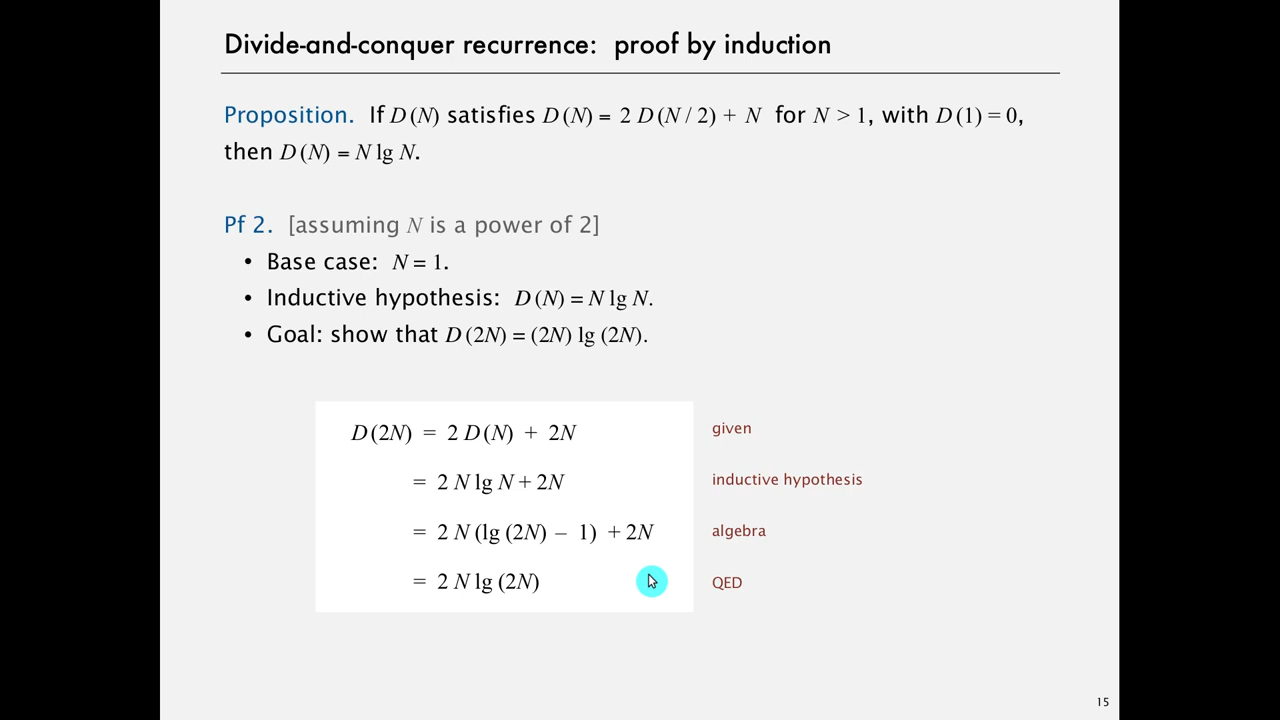 Divide-and-conquer recurrence: proof by induction
Proposition. If D(N) satisfies D(N) = 2 D(N / 2) + N for N > 1, with D(1) = 0,
then D(N) = N lg N.
Pf 2. [assuming N is a power of 2]
• Base case: N = 1.
• Inductive hypothesis: D(N) = N lg N.
• Goal: show that D(2N) = (2N) lg (2N).
D(2N) = 2 D(N) + 2N given
= 2 N lg N + 2N inductive hypothesis
= 2 N (lg (2N) − 1) + 2N algebra
= 2 N lg (2N) QED
15